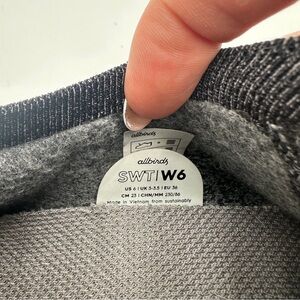 allbirds
allbirds
SWT|W6
US 6 | UK 3-3.5 | EU 36
CM 23 | CHN/MM 230/86
Made in Vietnam from sustainably